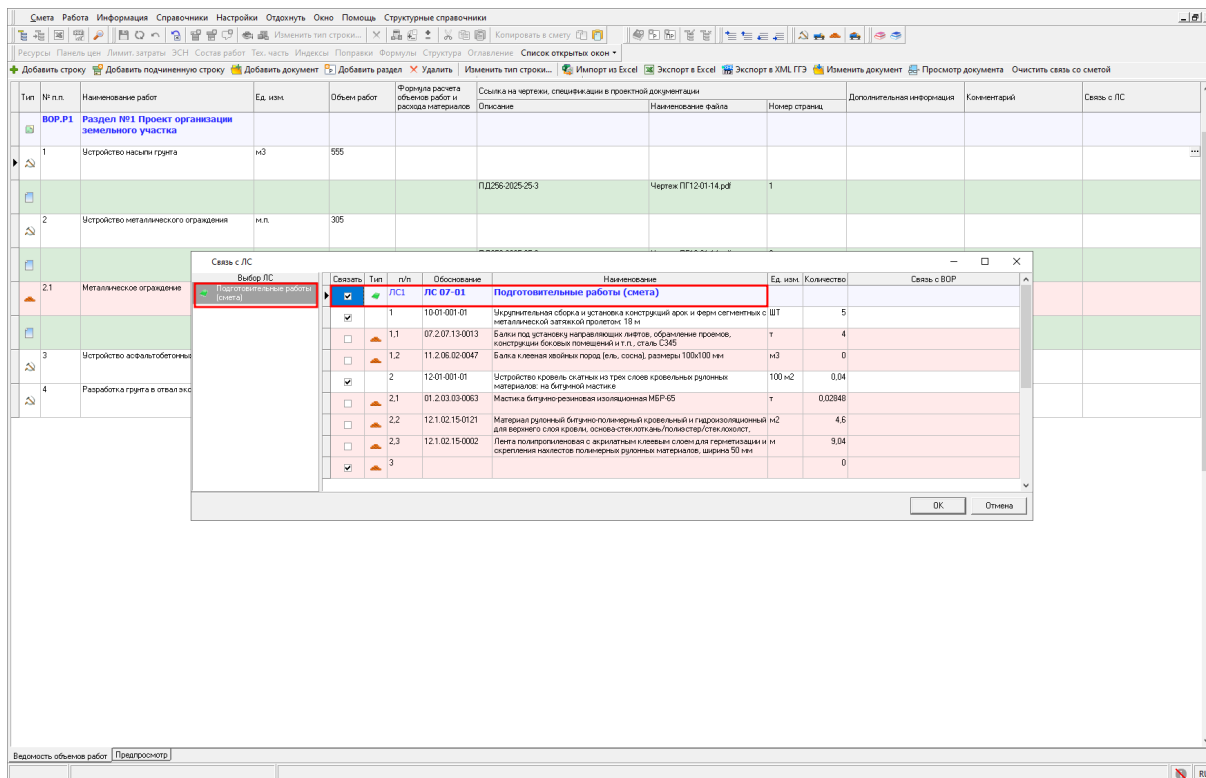 Смета Работа Информация Справочники Настройки Отдохнуть Окно Помощь Структурные справочники
Изменить тип строки... Копировать в смету
Ресурсы Панель цен Лимит. затраты ЭСН Состав работ Тех. часть Индексы Поправки Формулы Структура Оглавление Список открытых окон
Добавить строку Добавить подчиненную строку Добавить документ Добавить раздел Удалить Изменить тип строки... Импорт из Excel Экспорт в Excel Экспорт в XML ГГЭ Изменить документ Просмотр документа Очистить связь со сметой
Тип № п.п. Наименование работ Ед. изм. Объем работ Формула расчета объемов работ и расхода материалов Ссылка на чертежи, спецификации в проектной документации Дополнительная информация Комментарий Связь с ЛС
Описание Наименование файла Номер страниц
ВОР.Р1 Раздел №1 Проект организации
земельного участка
1 Устройство насыпи грунта м3 555 ...
ПД256-2025-25-3 Чертеж ПГ12-01-14.pdf 1
2 Устройство металлического ограждения м.п. 305
2.1 Металлическое ограждение
3 Устройство асфальтобетонны
4 Разработка грунта в отвал экс
Связь с ЛС
Выбор ЛС
Подготовительные работы
(смета)
Связать Тип п/п Обоснование Наименование Ед. изм. Количество Связь с ВОР
ЛС1 ЛС 07-01 Подготовительные работы (смета)
1 10-01-001-01 Укрупнительная сборка и установка конструкций арок и ферм сегментных с ШТ 5
металлической затяжкой пролетом: 18 м
1,1 07.2.07.13-0013 Балки под установку направляющих лифтов, обрамление проемов, т 4
конструкции боковых помещений и т.п., сталь С345
1,2 11.2.06.02-0047 Балка клееная хвойных пород (ель, сосна), размеры 100х100 мм м3 0
2 12-01-001-01 Устройство кровель скатных из трех слоев кровельных рулонных 100 м2 0,04
материалов: на битумной мастике
2,1 01.2.03.03-0063 Мастика битумно-резиновая изоляционная МБР-65 т 0,02848
2,2 12.1.02.15-0121 Материал рулонный битумно-полимерный кровельный и гидроизоляционный м2 4,6
для верхнего слоя кровли, основа-стеклоткань/полиэстер/стеклохолст,
2,3 12.1.02.15-0002 Лента полипропиленовая с акрилатным клеевым слоем для герметизации и м 9,04
скрепления нахлестов полимерных рулонных материалов, ширина 50 мм
3 0
OK Отмена
Ведомость объемов работ Предпросмотр
RU